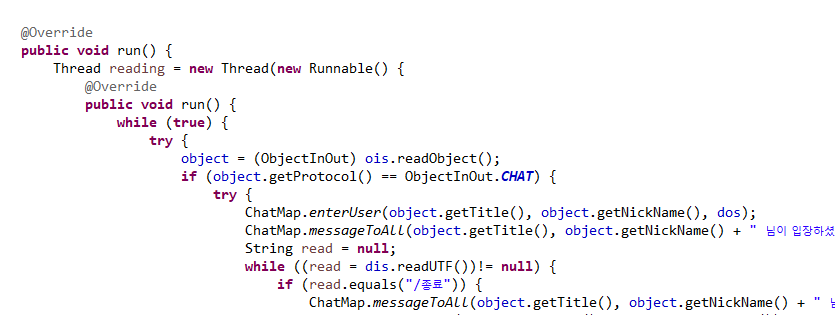 @Override
public void run() {
Thread reading = new Thread(new Runnable() {
@Override
public void run() {
while (true) {
try {
object = (ObjectInOut) ois.readObject();
if (object.getProtocol() == ObjectInOut.CHAT) {
try {
ChatMap.enterUser(object.getTitle(), object.getNickName(), dos);
ChatMap.messageToAll(object.getTitle(), object.getNickName() + " 님이 입장하셨
String read = null;
while ((read = dis.readUTF())!= null) {
if (read.equals("/종료")) {
ChatMap.messageToAll(object.getTitle(), object.getNickName() + "